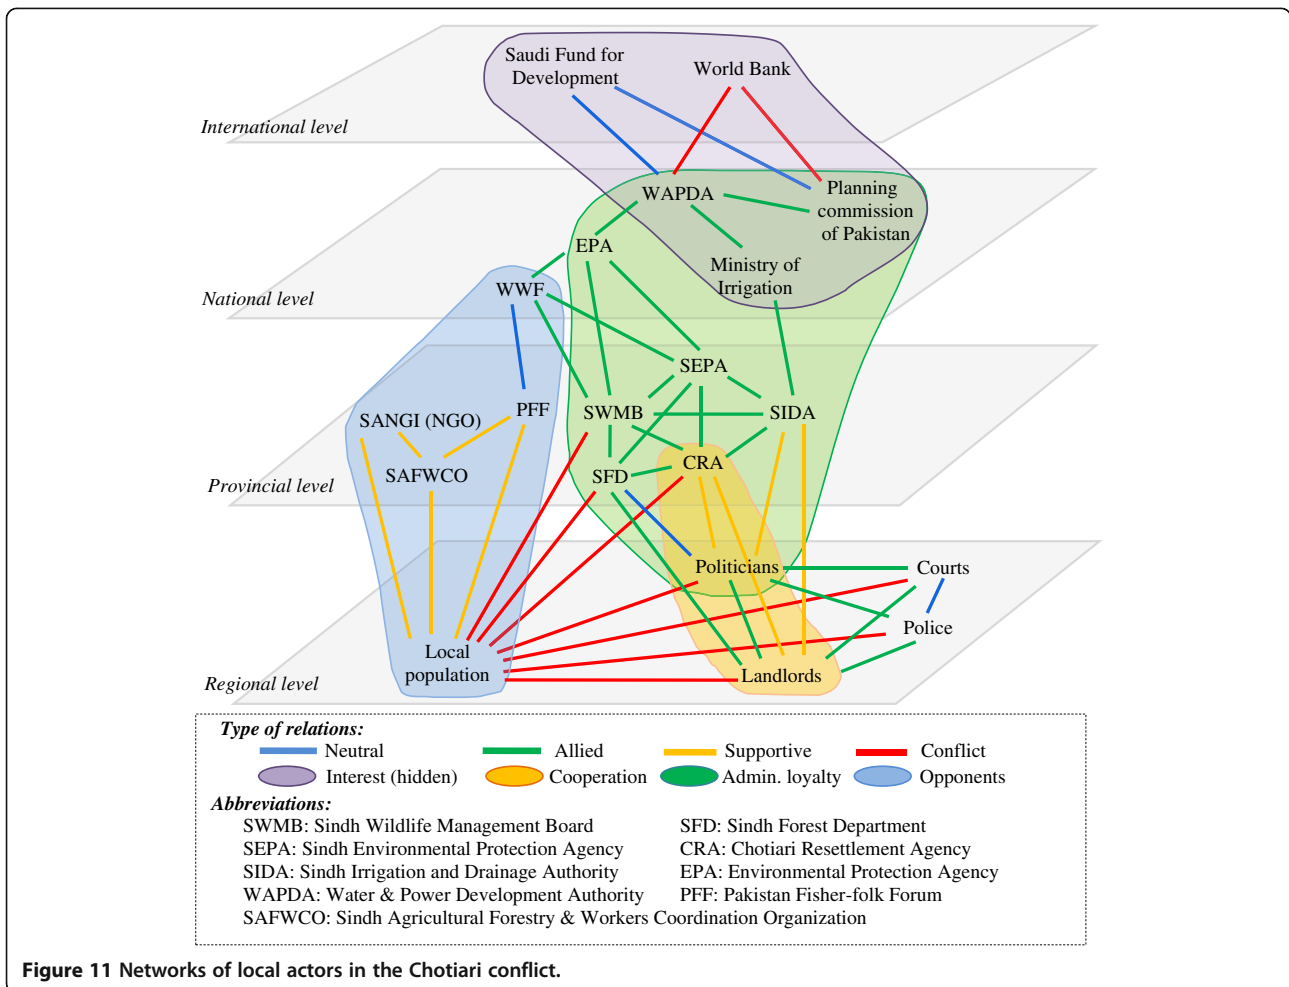 Saudi Fund for
Development
World Bank
International level
WAPDA
Planning
commission
of Pakistan
EPA
Ministry of
Irrigation
WWF
National level
SEPA
PFF
SWMB
SIDA
SANGI (NGO)
CRA
SAFWCO
SFD
Provincial level
Politicians
Courts
Police
Local
population
Landlords
Regional level
Type of relations:
Neutral
Allied
Supportive
Conflict
Interest (hidden)
Cooperation
Admin. loyalty
Opponents
Abbreviations:
SWMB: Sindh Wildlife Management Board
SFD: Sindh Forest Department
SEPA: Sindh Environmental Protection Agency
CRA: Chotiari Resettlement Agency
SIDA: Sindh Irrigation and Drainage Authority
EPA: Environmental Protection Agency
WAPDA: Water & Power Development Authority
PFF: Pakistan Fisher-folk Forum
SAFWCO: Sindh Agricultural Forestry & Workers Coordination Organization
Figure 11 Networks of local actors in the Chotiari conflict.